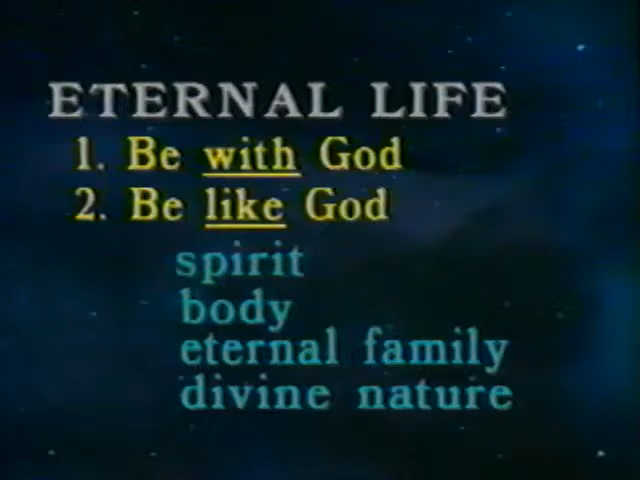 ETERNAL LIFE
1. Be with God
2. Be like God
spirit
body
eternal family
divine nature